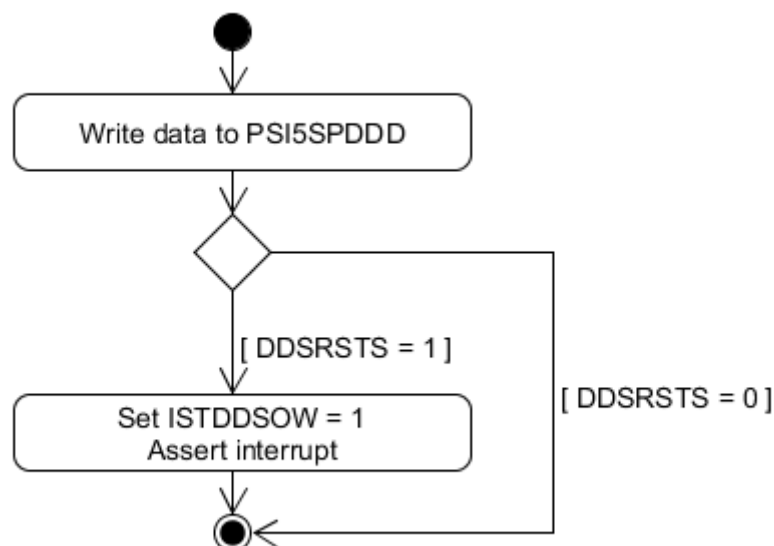 Write data to PSI5SPDDD
[ DDSRSTS = 1 ]
Set ISTDDSOW = 1
Assert interrupt
[ DDSRSTS = 0 ]